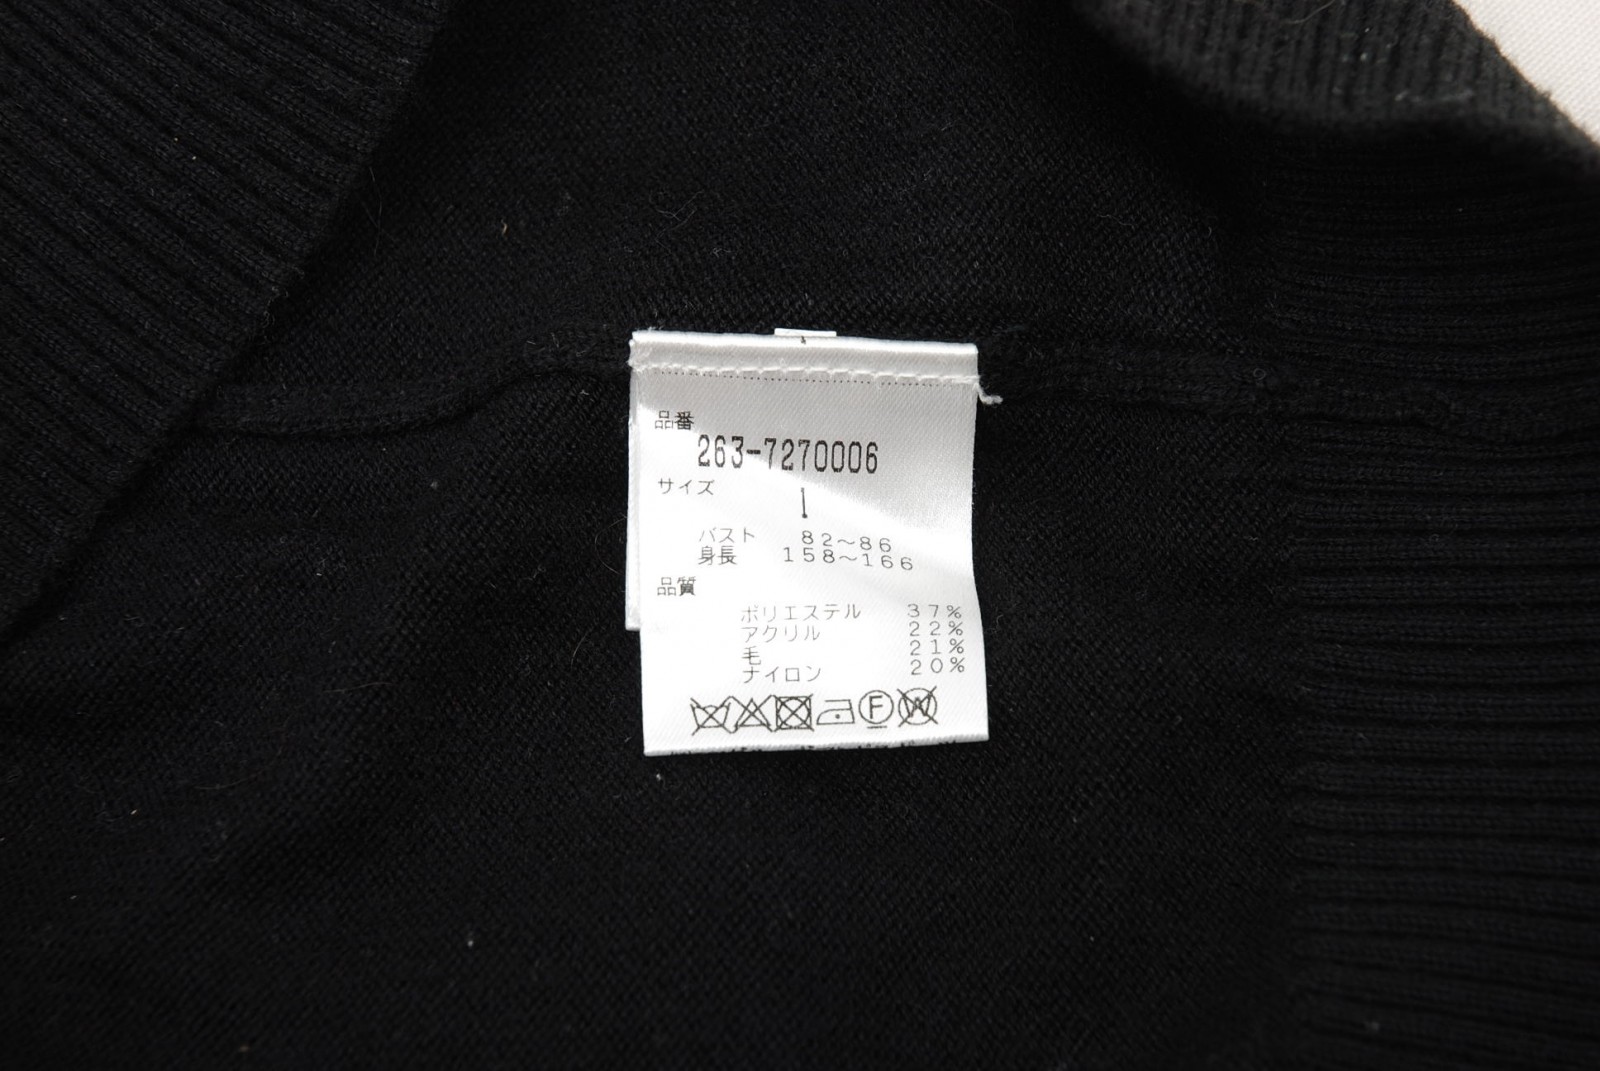 品番
263-7270006
サイズ
1
バスト 82～86
身長 158～166
品質
ポリエステル 37%
アクリル 22%
毛 21%
ナイロン 20%
F W